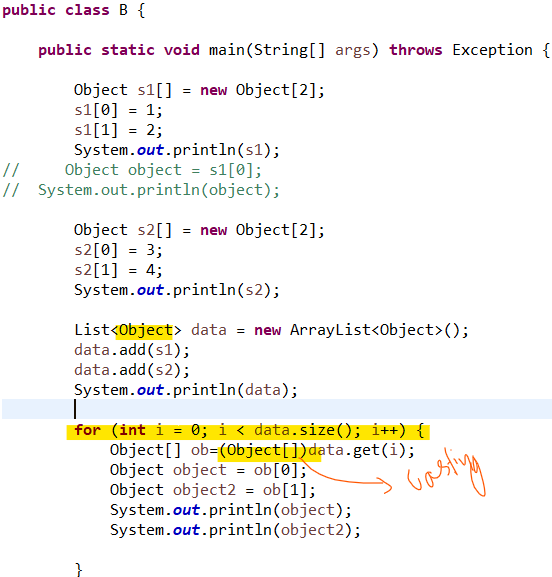 public class B {
public static void main(String[] args) throws Exception {
Object s1[] = new Object[2];
s1[0] = 1;
s1[1] = 2;
System.out.println(s1);
//     Object object = s1[0];
//  System.out.println(object);
Object s2[] = new Object[2];
s2[0] = 3;
s2[1] = 4;
System.out.println(s2);
List<Object> data = new ArrayList<Object>();
data.add(s1);
data.add(s2);
System.out.println(data);
for (int i = 0; i < data.size(); i++) {
Object[] ob=(Object[])data.get(i);
Object object = ob[0];
Object object2 = ob[1];
casting
System.out.println(object);
System.out.println(object2);
}